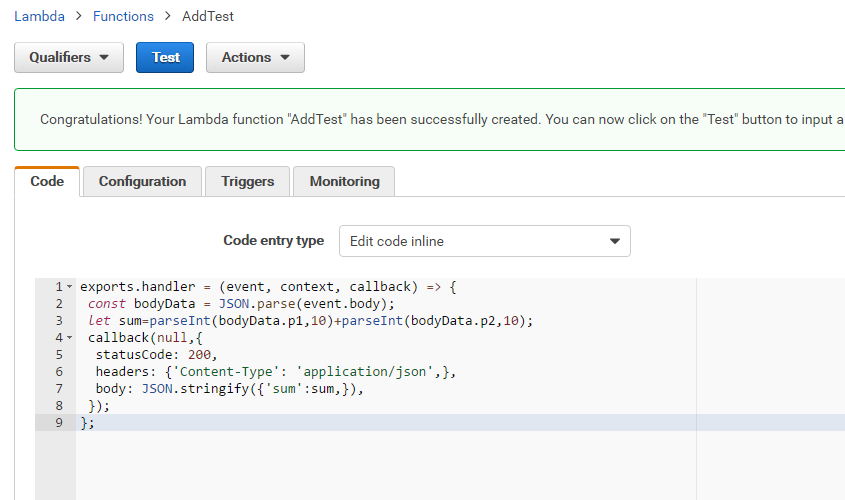 Lambda > Functions > AddTest
Qualifiers Test Actions
Congratulations! Your Lambda function "AddTest" has been successfully created. You can now click on the "Test" button to input a
Code Configuration Triggers Monitoring
Code entry type Edit code inline
1 exports.handler = (event, context, callback) => {
2 const bodyData = JSON.parse(event.body);
3 let sum=parseInt(bodyData.p1,10)+parseInt(bodyData.p2,10);
4 callback(null,{
5 statusCode: 200,
6 headers: {'Content-Type': 'application/json',},
7 body: JSON.stringify({'sum':sum,}),
8 });
9 };